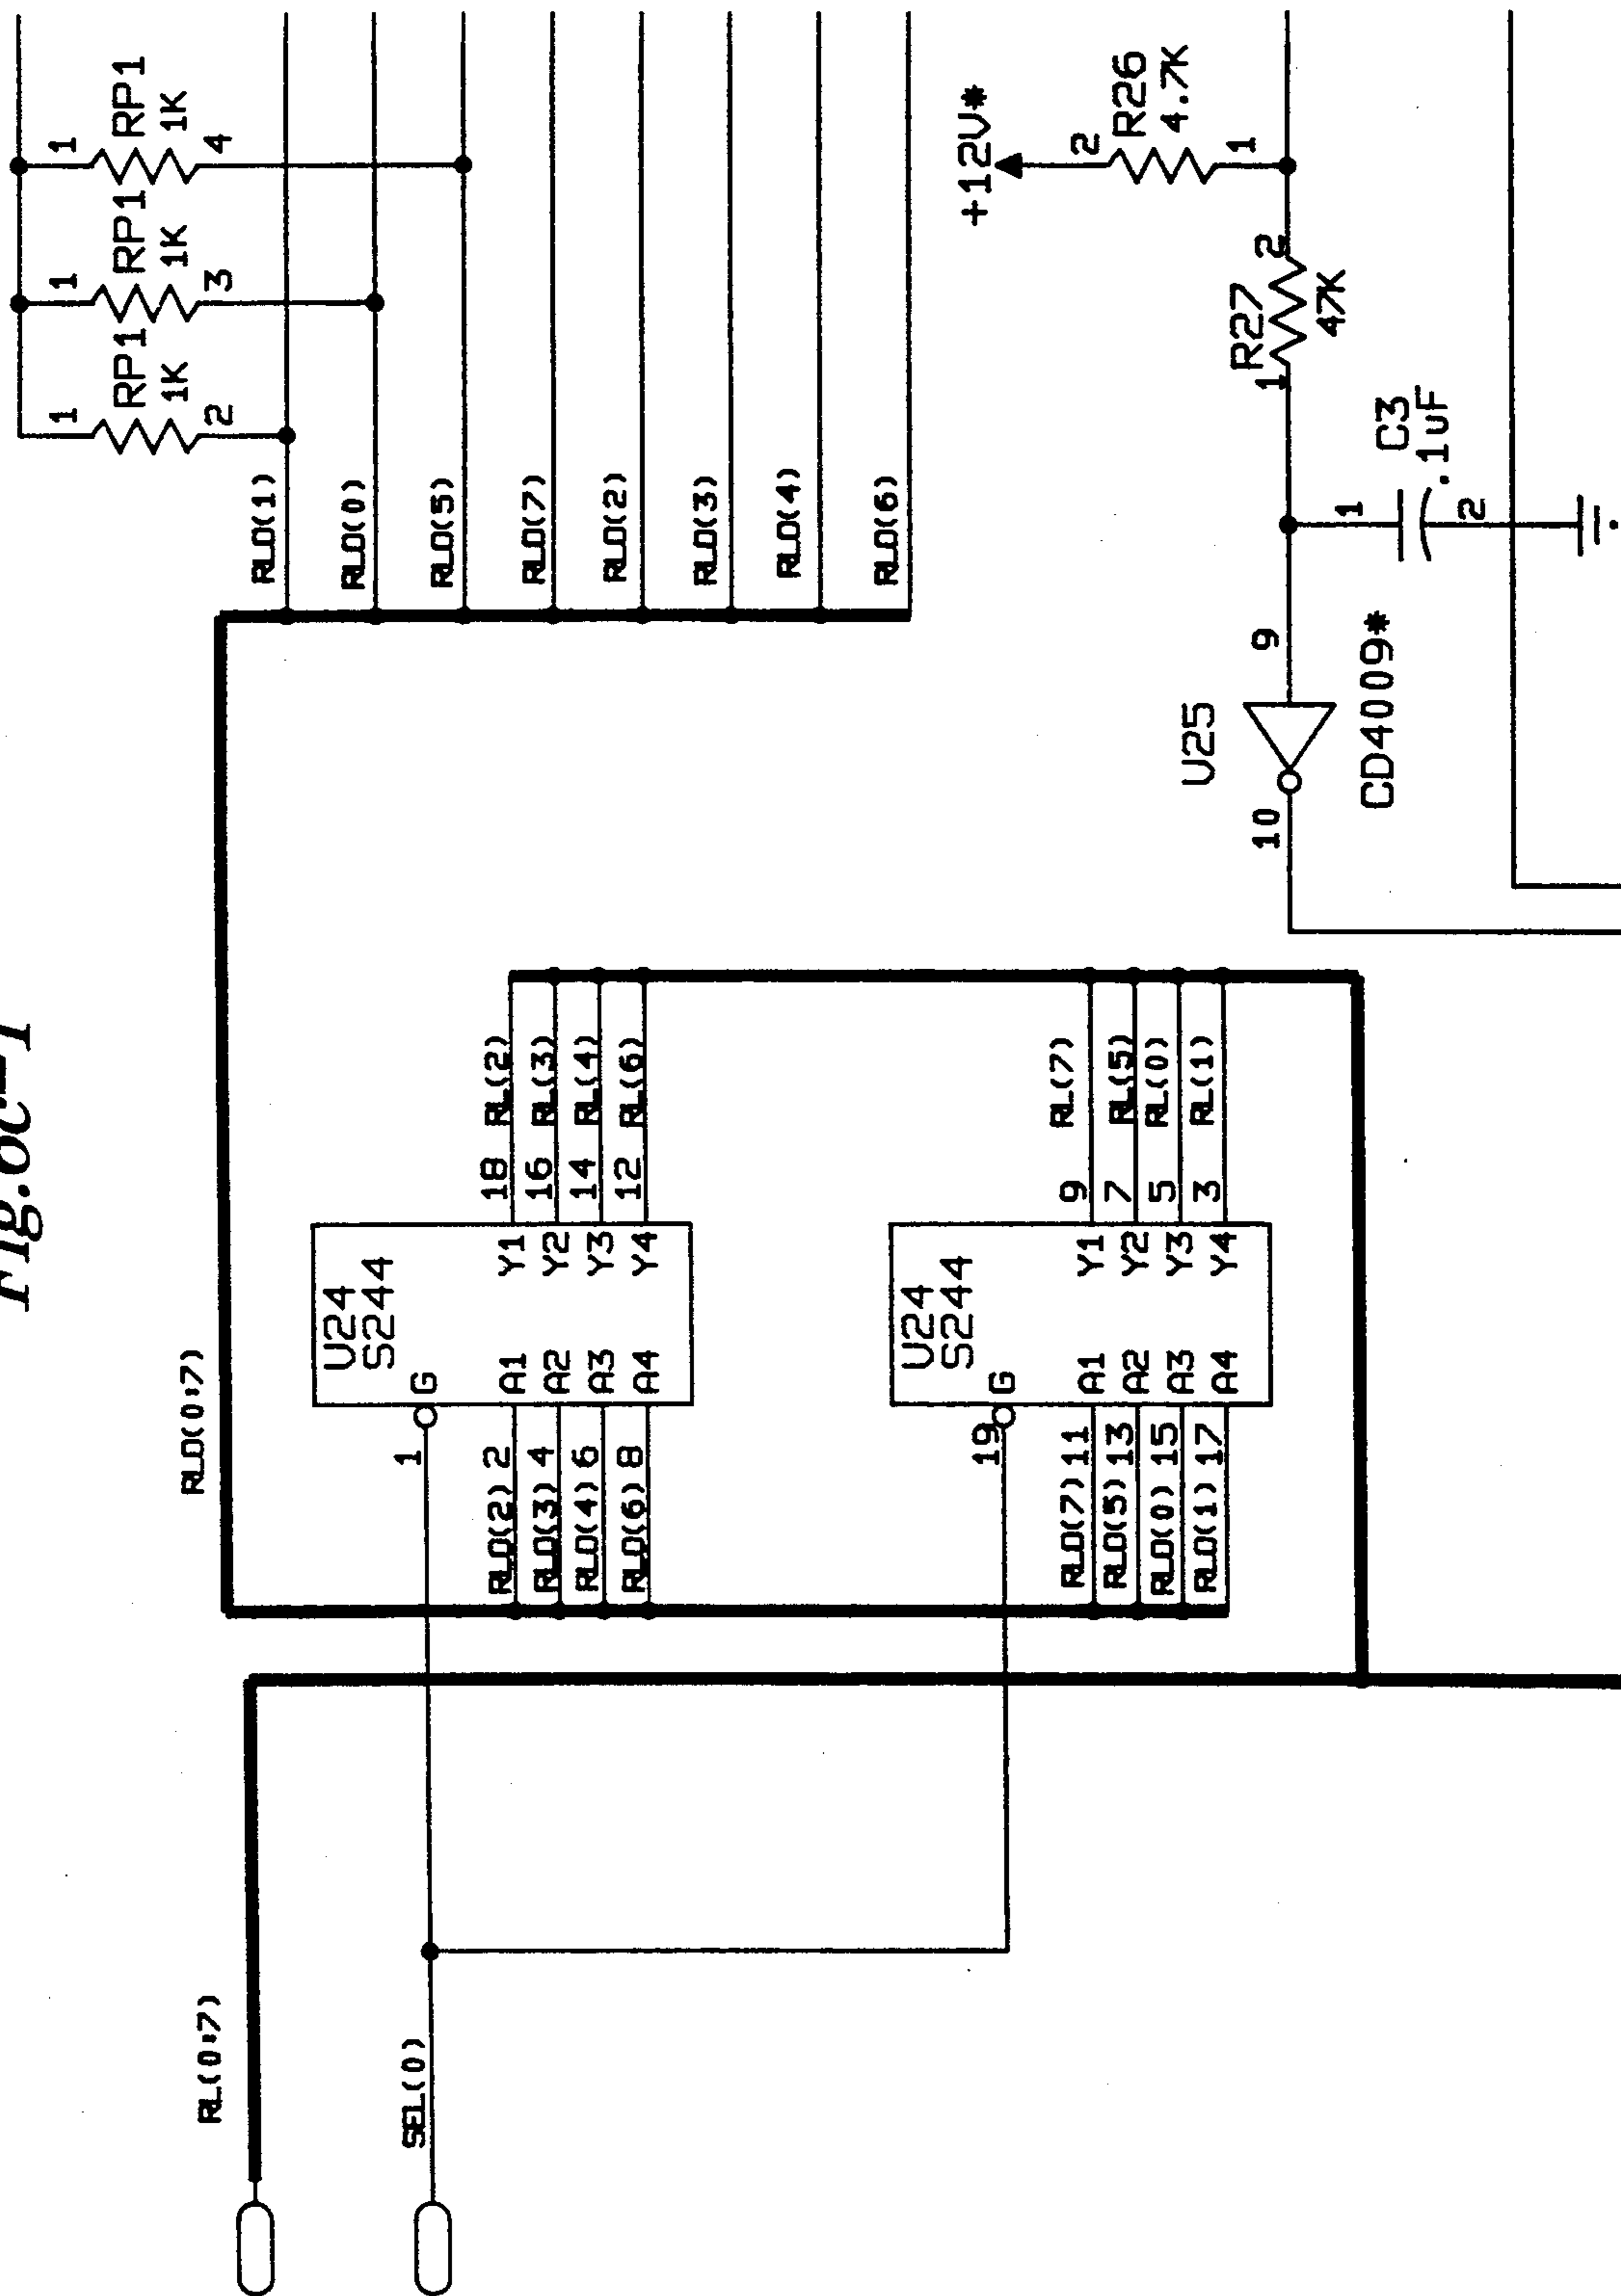 Fig.6c-1
RL(0:7)
SEL(0)
RLD(0:7)
U24
S244
1
G
RLD(2) 2 A1 Y1 18 RL(2)
RLD(3) 4 A2 Y2 16 RL(3)
RLD(4) 6 A3 Y3 14 RL(4)
RLD(6) 8 A4 Y4 12 RL(6)
U24
S244
19
G
RLD(7) 11 A1 Y1 9 RL(7)
RLD(5) 13 A2 Y2 7 RL(5)
RLD(0) 15 A3 Y3 5 RL(0)
RLD(1) 17 A4 Y4 3 RL(1)
1
RP1
1K
2
1
RP1
1K
3
1
RP1
1K
4
RLD(1)
RLD(0)
RLD(5)
RLD(7)
RLD(2)
RLD(3)
RLD(4)
RLD(6)
+12V*
2
R26
4.7K
1
U25
10
9
CD4009*
R27
1
2
47K
1
C3
.1uF
2